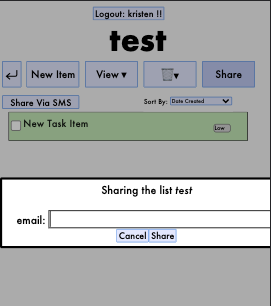 Logout: kristen !!
test
New Item View ▾ ▾ Share
Share Via SMS Sort By: Date Created
New Task Item Low
Sharing the list test
email:
Cancel Share